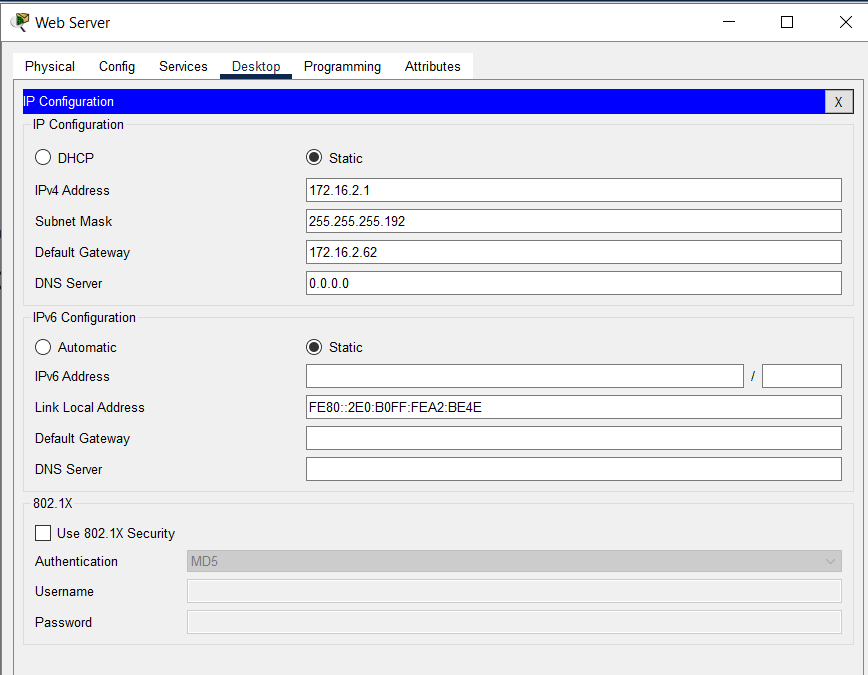 Web Server
Physical Config Services Desktop Programming Attributes
IP Configuration X
IP Configuration
DHCP Static
IPv4 Address 172.16.2.1
Subnet Mask 255.255.255.192
Default Gateway 172.16.2.62
DNS Server 0.0.0.0
IPv6 Configuration
Automatic Static
IPv6 Address /
Link Local Address FE80::2E0:B0FF:FEA2:BE4E
Default Gateway
DNS Server
802.1X
Use 802.1X Security
Authentication MD5
Username
Password